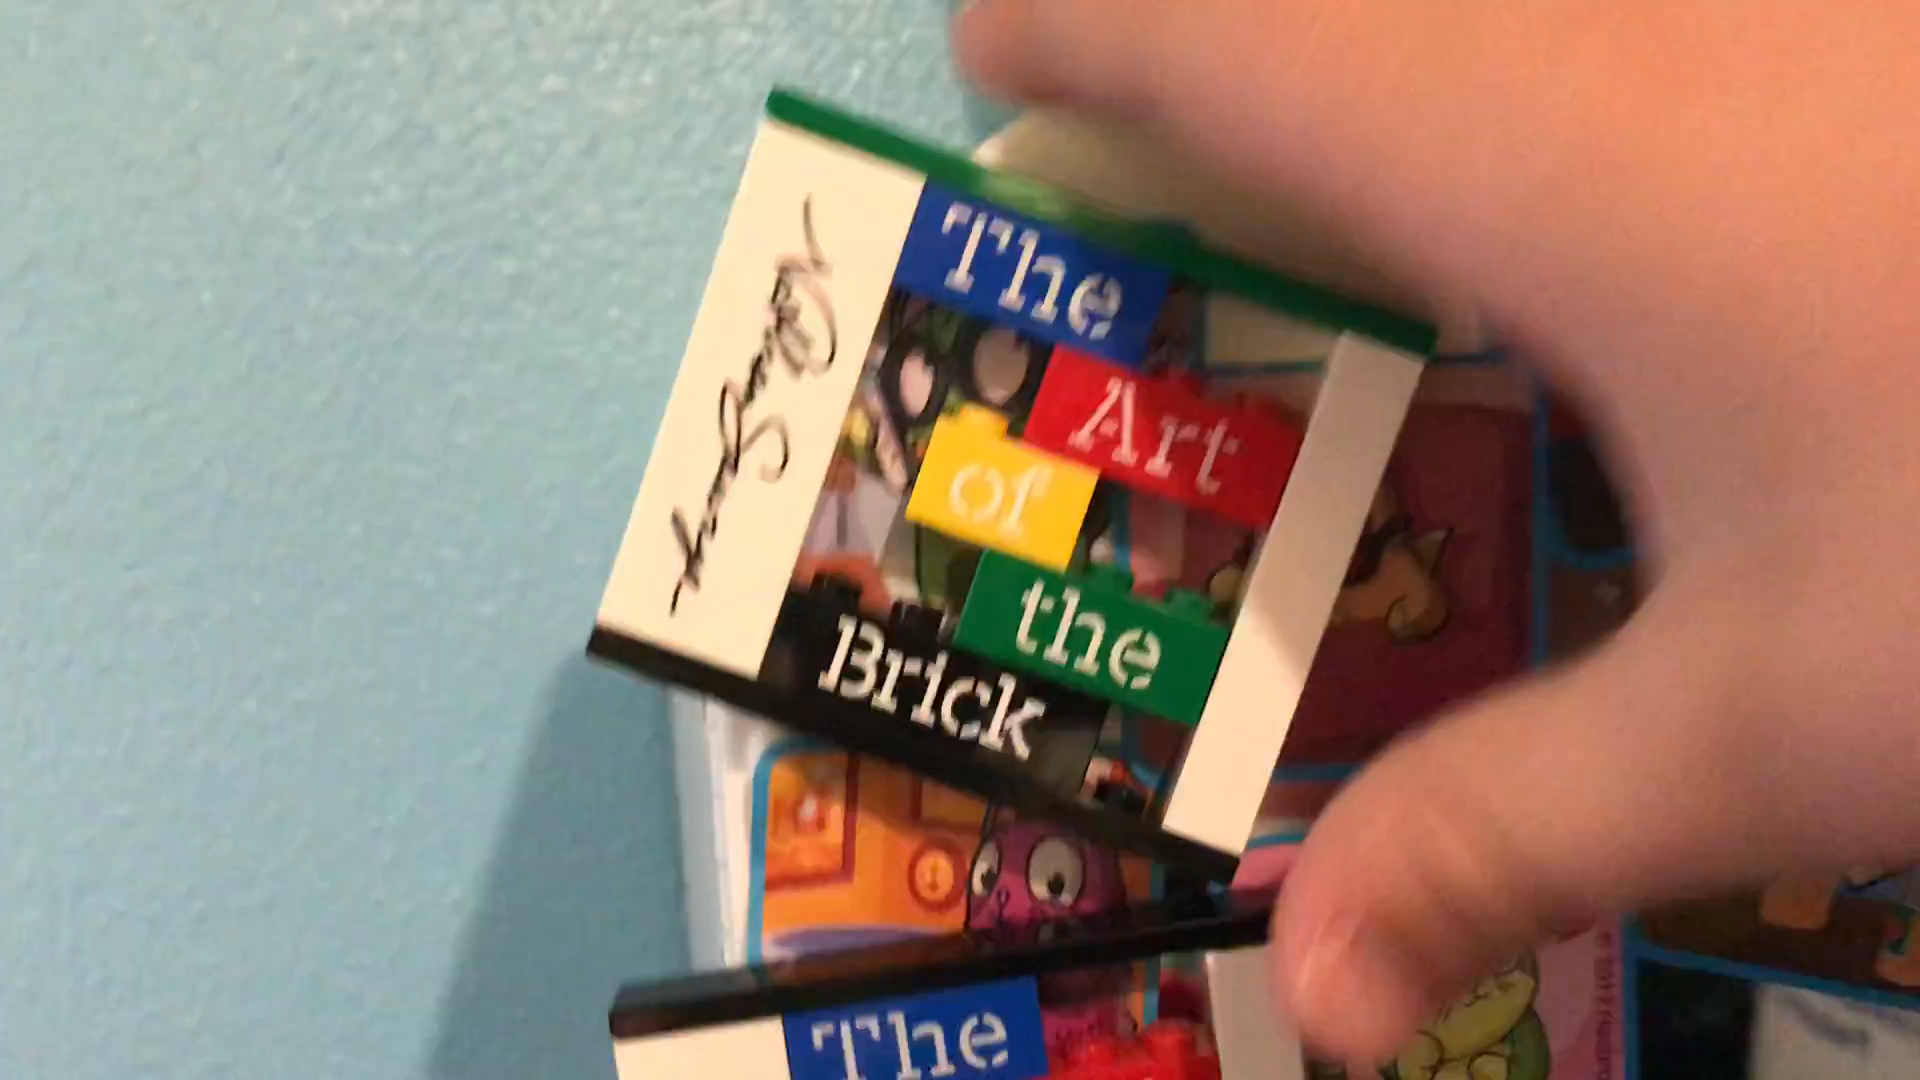 The
Art
of
the
Brick
The